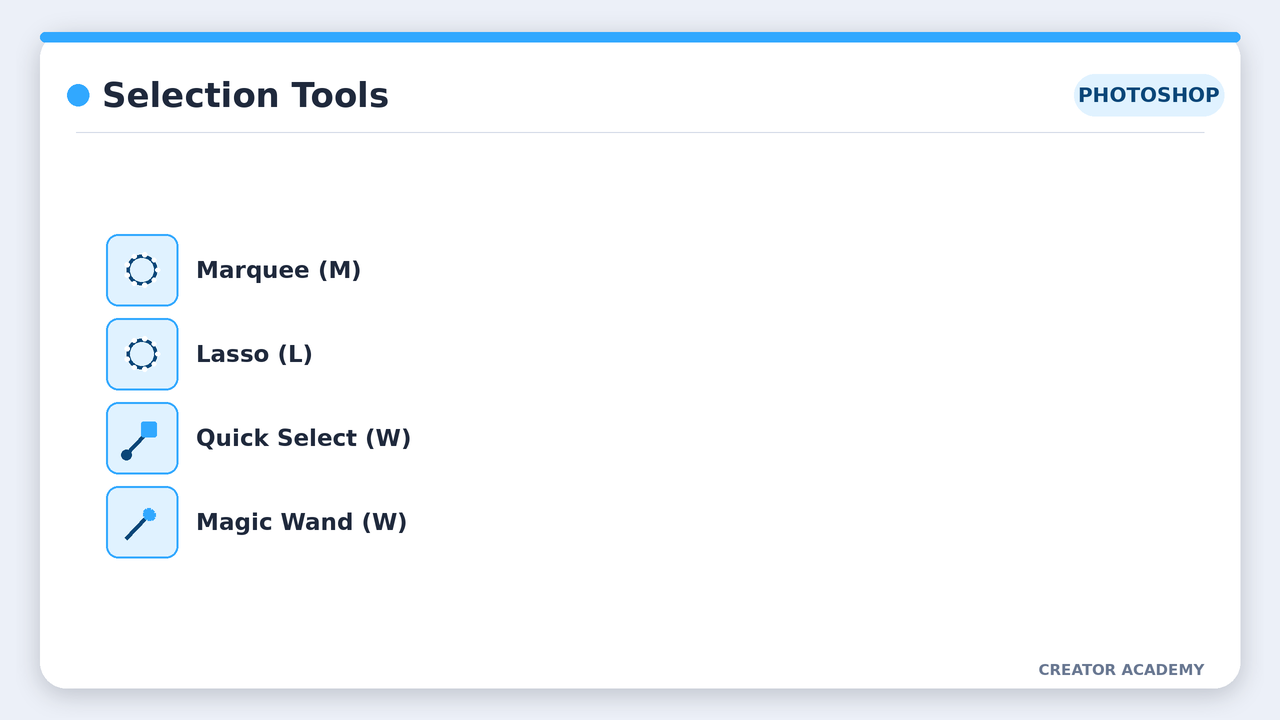 Selection Tools
PHOTOSHOP
Marquee (M)
Lasso (L)
Quick Select (W)
Magic Wand (W)
CREATOR ACADEMY